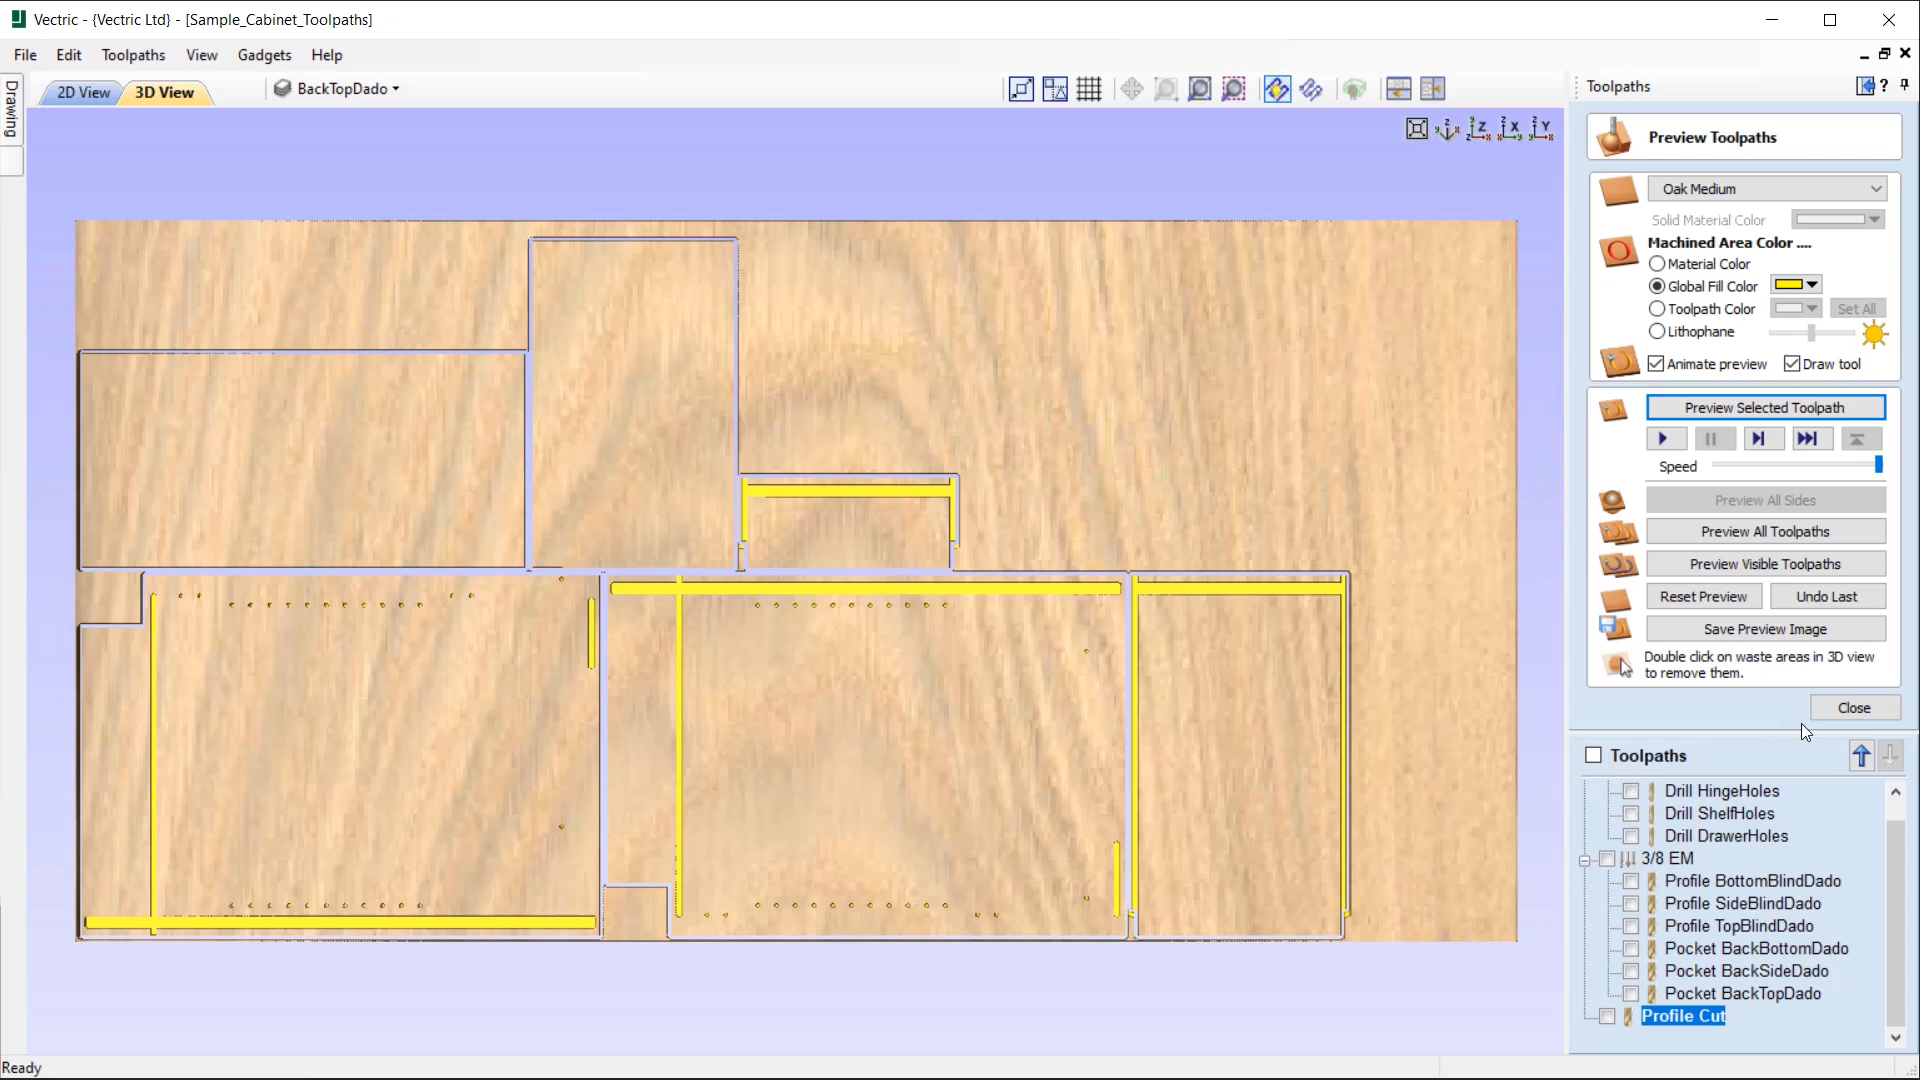 Vectric - {Vectric Ltd} - [Sample_Cabinet_Toolpaths]
File Edit Toolpaths View Gadgets Help
Drawing
2D View
3D View
BackTopDado
Toolpaths
?
Preview Toolpaths
Oak Medium
Solid Material Color
Machined Area Color ....
Material Color
Global Fill Color
Toolpath Color
Set All
Lithophane
Animate preview
Draw tool
Preview Selected Toolpath
Speed
Preview All Sides
Preview All Toolpaths
Preview Visible Toolpaths
Reset Preview
Undo Last
Save Preview Image
Double click on waste areas in 3D view
to remove them.
Close
Toolpaths
Drill HingeHoles
Drill ShelfHoles
Drill DrawerHoles
3/8 EM
Profile BottomBlindDado
Profile SideBlindDado
Profile TopBlindDado
Pocket BackBottomDado
Pocket BackSideDado
Pocket BackTopDado
Profile Cut
Ready